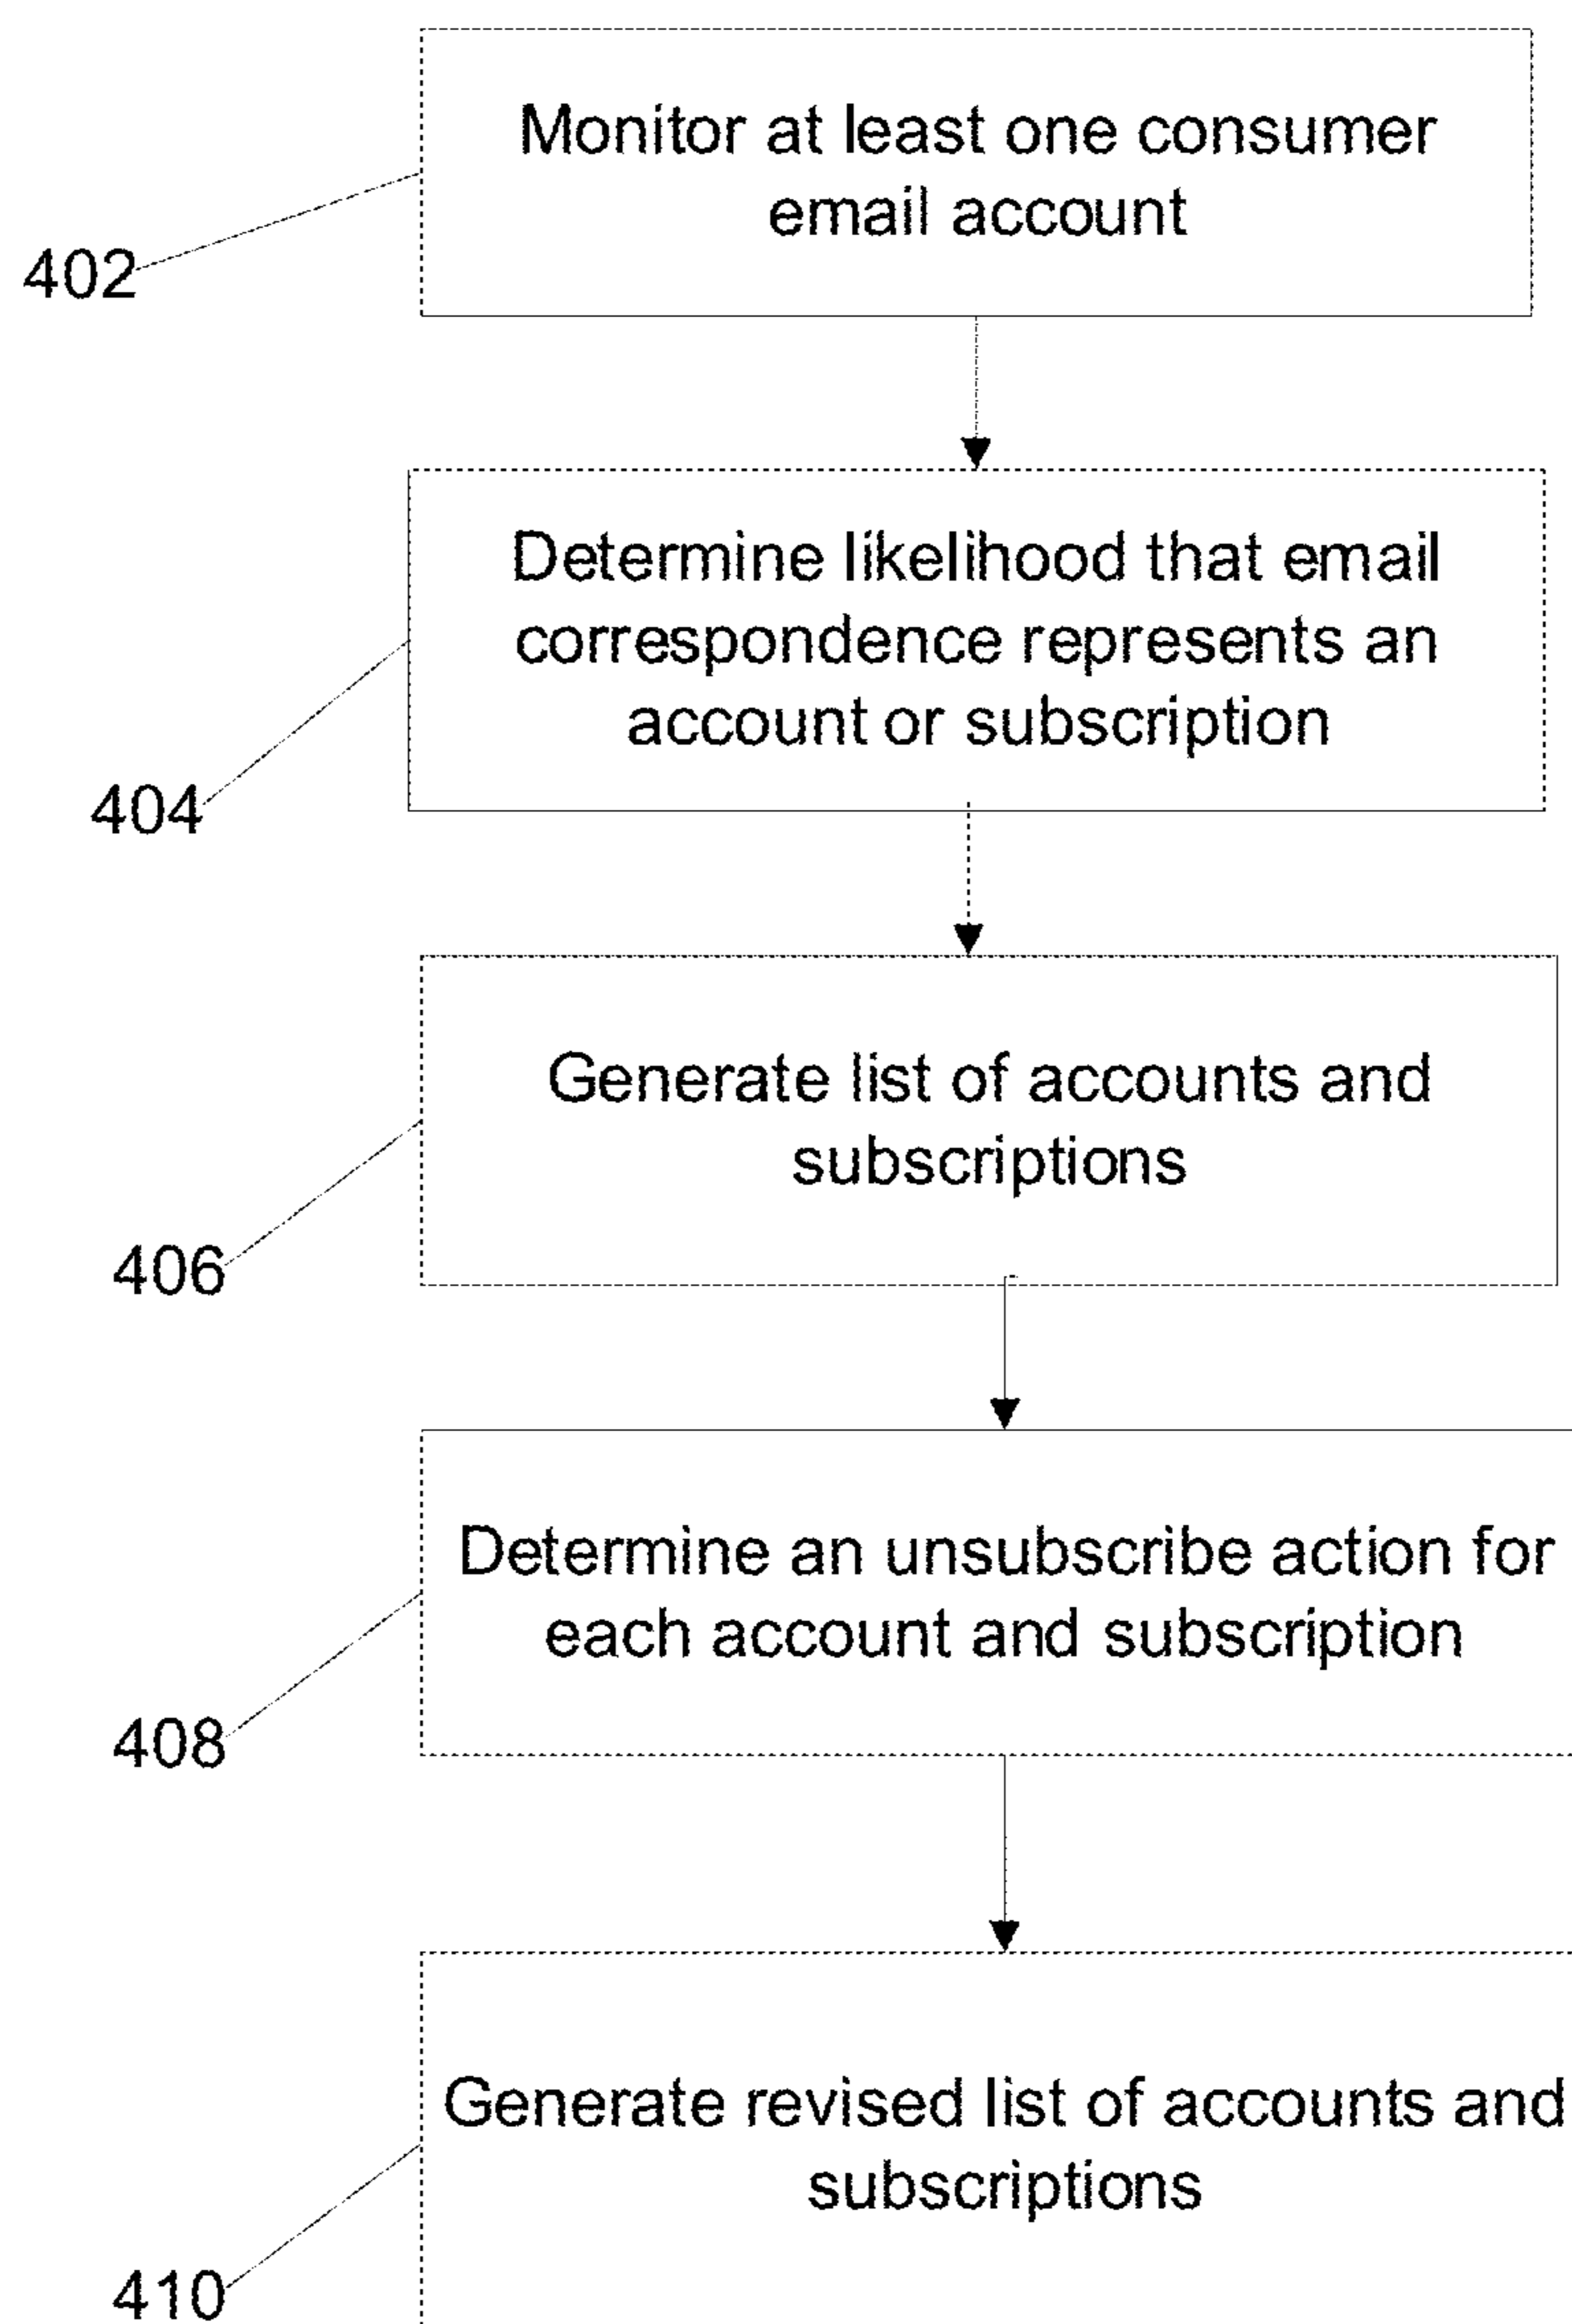 Monitor at least one consumer
email account
402
Determine likelihood that email
correspondence represents an
account or subscription
404
Generate list of accounts and
subscriptions
406
Determine an unsubscribe action for
each account and subscription
408
Generate revised list of accounts and
subscriptions
410